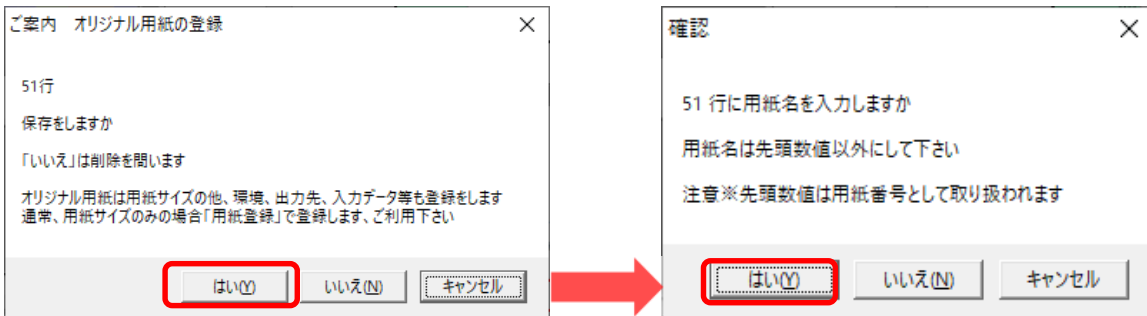 ご案内　オリジナル用紙の登録
51行
保存をしますか
「いいえ」は削除を問います
オリジナル用紙は用紙サイズの他、環境、出力先、入力データ等も登録をします
通常、用紙サイズのみの場合「用紙登録」で登録します、ご利用下さい
はい(Y)
いいえ(N)
キャンセル
確認
51 行に用紙名を入力しますか
用紙名は先頭数値以外にして下さい
注意※先頭数値は用紙番号として取り扱われます
はい(Y)
いいえ(N)
キャンセル